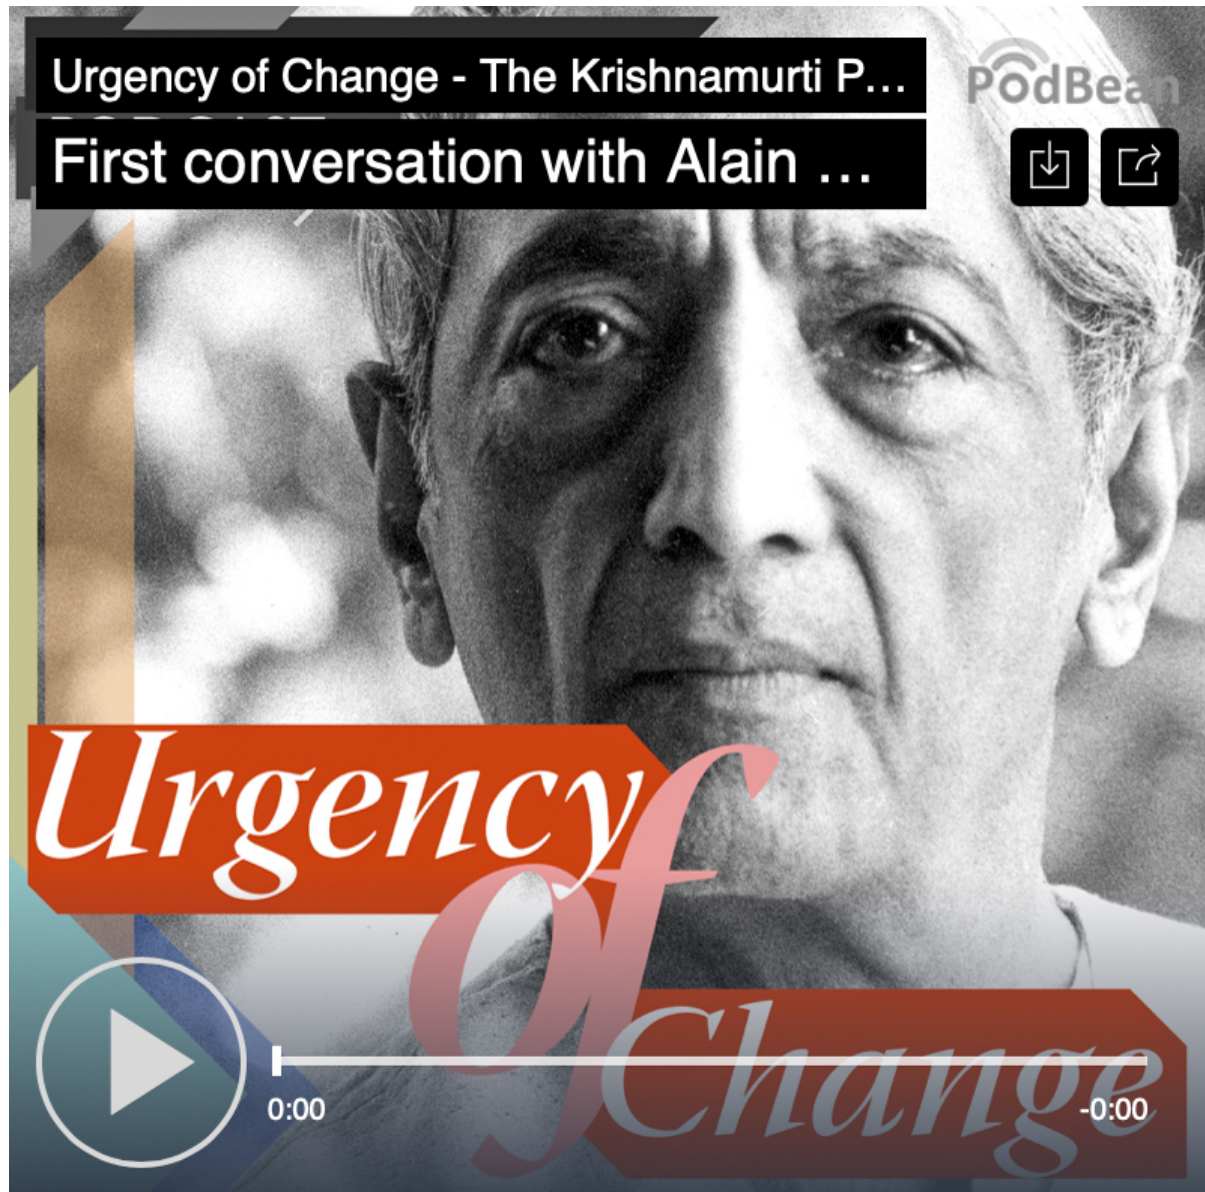 Urgency of Change - The Krishnamurti P...
PodBean
First conversation with Alain ...
Urgency
of
Change
0:00
-0:00